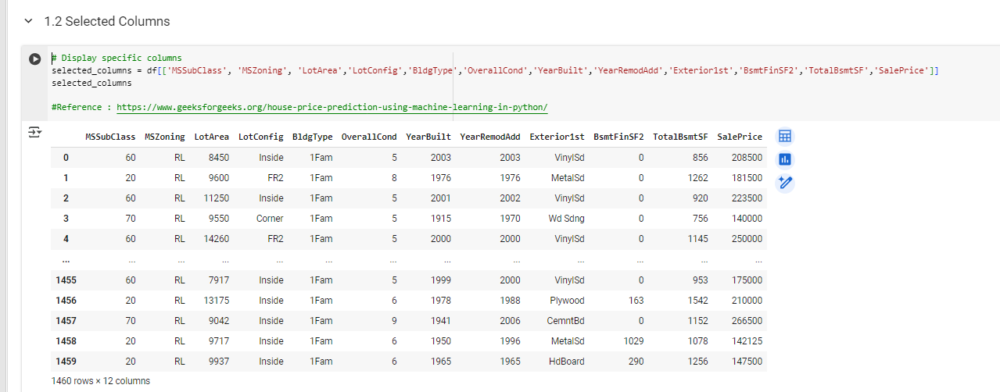 1.2 Selected Columns
# Display specific columns
selected_columns = df[['MSSubClass', 'MSZoning', 'LotArea','LotConfig','BldgType','OverallCond','YearBuilt','YearRemodAdd','Exterior1st','BsmtFinSF2','TotalBsmtSF','SalePrice']]
selected_columns
#Reference : https://www.geeksforgeeks.org/house-price-prediction-using-machine-learning-in-python/
MSSubClass MSZoning LotArea LotConfig BldgType OverallCond YearBuilt YearRemodAdd Exterior1st BsmtFinSF2 TotalBsmtSF SalePrice
0 60 RL 8450 Inside 1Fam 5 2003 2003 VinylSd 0 856 208500
1 20 RL 9600 FR2 1Fam 8 1976 1976 MetalSd 0 1262 181500
2 60 RL 11250 Inside 1Fam 5 2001 2002 VinylSd 0 920 223500
3 70 RL 9550 Corner 1Fam 5 1915 1970 Wd Sdng 0 756 140000
4 60 RL 14260 FR2 1Fam 5 2000 2000 VinylSd 0 1145 250000
... ... ... ... ... ... ... ... ... ... ... ... ...
1455 60 RL 7917 Inside 1Fam 5 1999 2000 VinylSd 0 953 175000
1456 20 RL 13175 Inside 1Fam 6 1978 1988 Plywood 163 1542 210000
1457 70 RL 9042 Inside 1Fam 9 1941 2006 CemntBd 0 1152 266500
1458 20 RL 9717 Inside 1Fam 6 1950 1996 MetalSd 1029 1078 142125
1459 20 RL 9937 Inside 1Fam 6 1965 1965 HdBoard 290 1256 147500
1460 rows × 12 columns